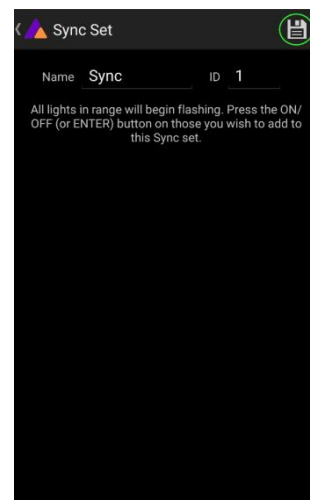 Sync Set
Name Sync ID 1
All lights in range will begin flashing. Press the ON/
OFF (or ENTER) button on those you wish to add to
this Sync set.